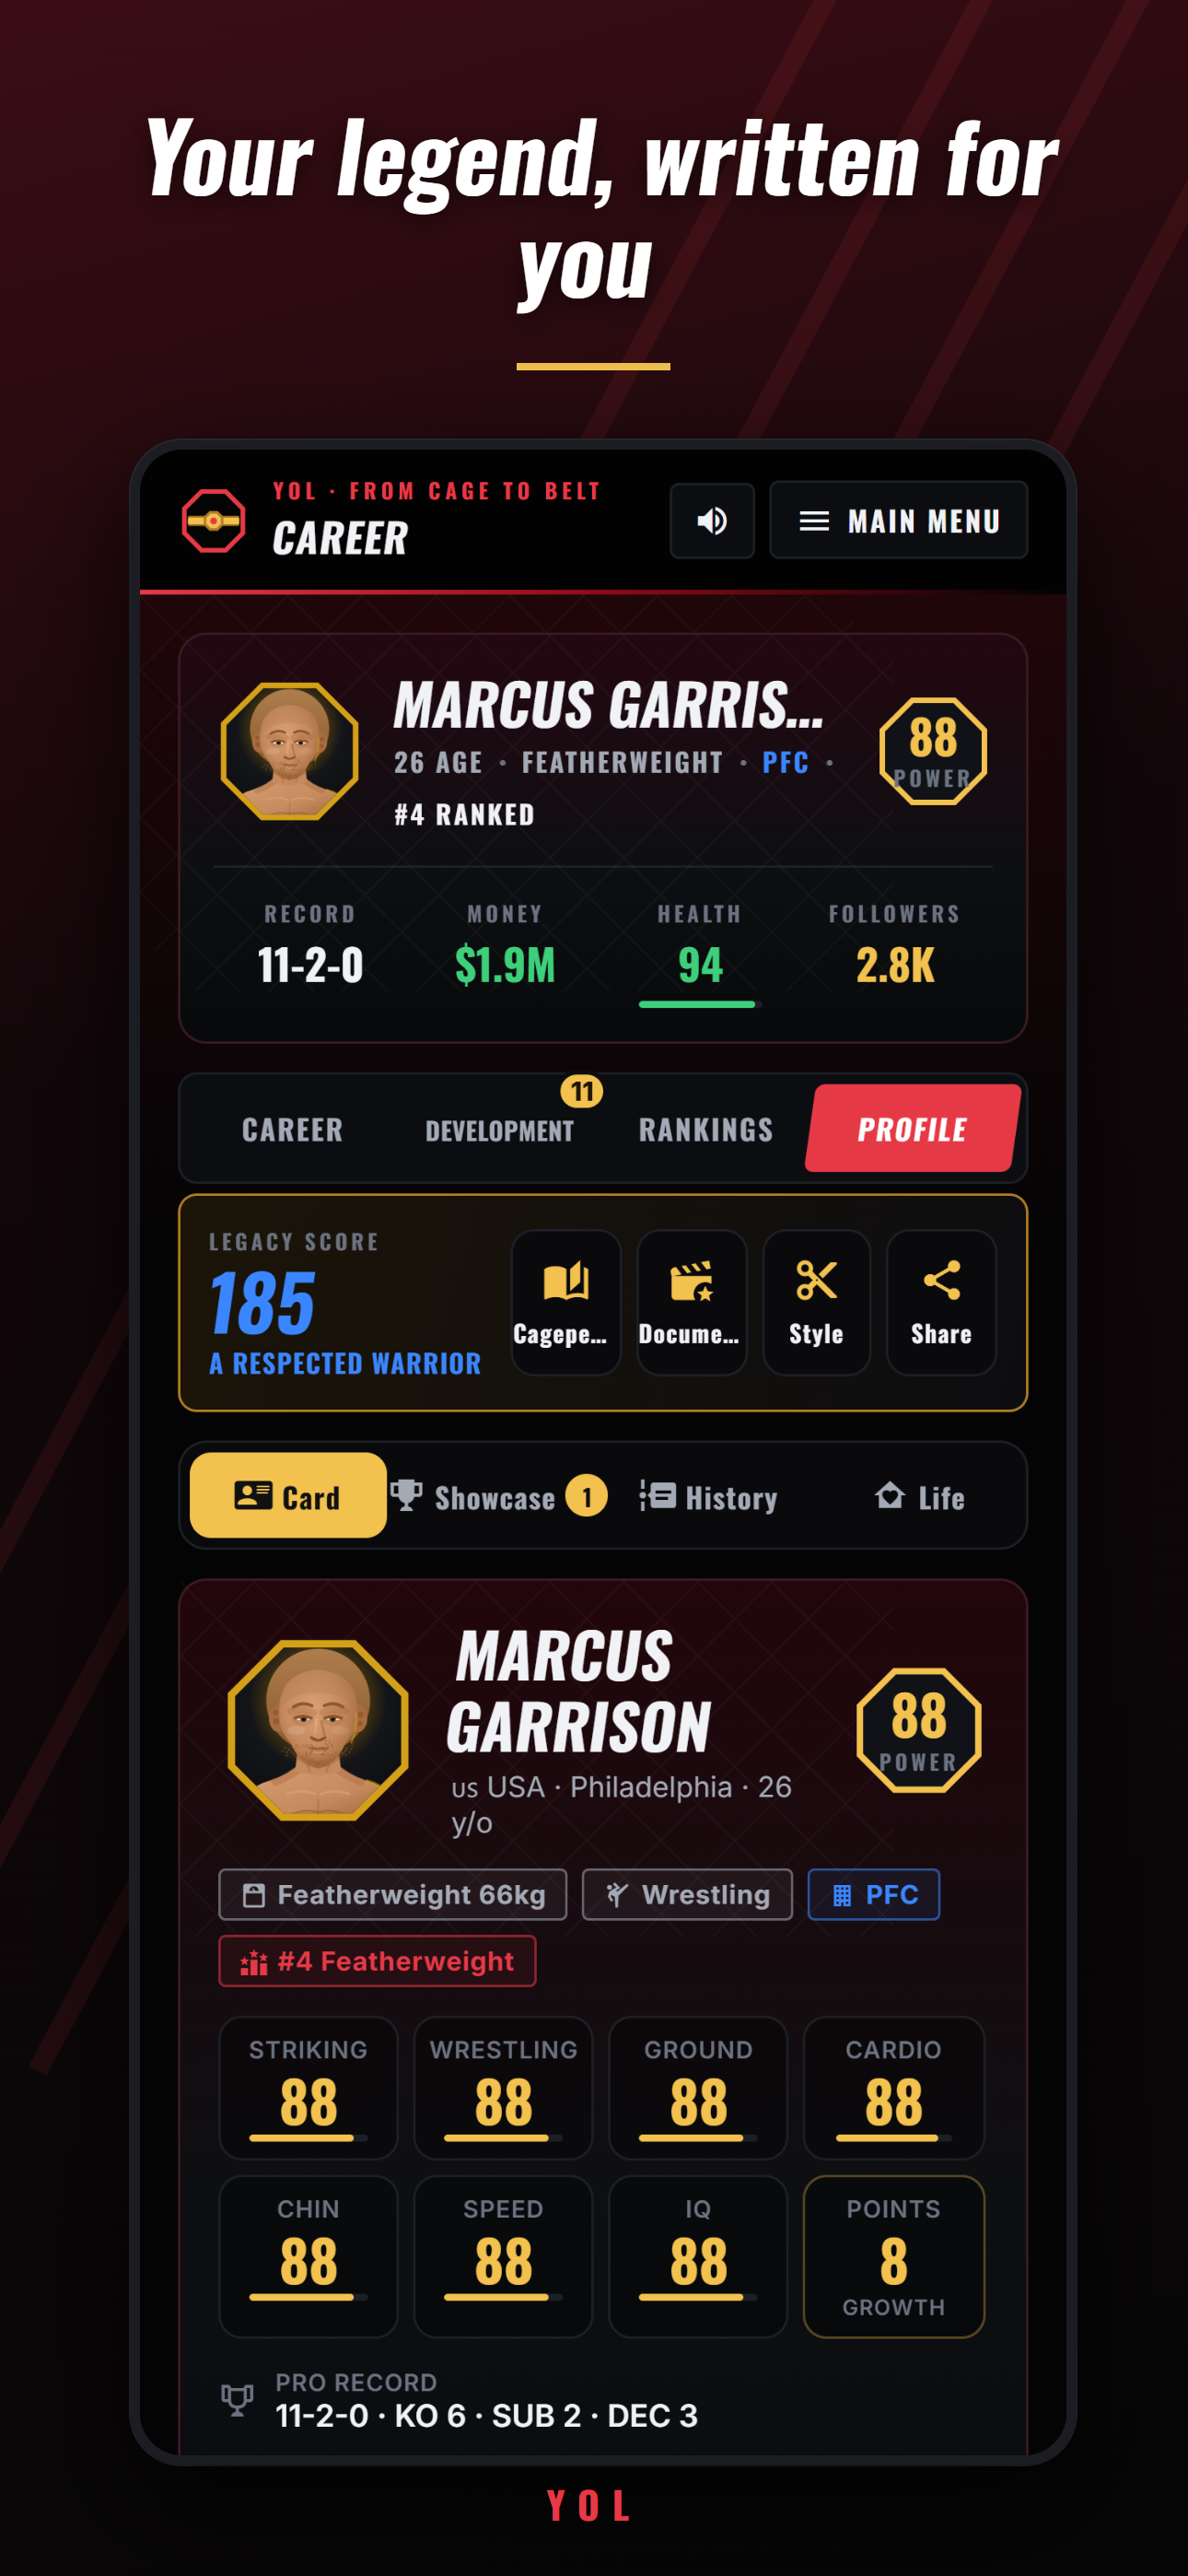 Your legend, written for
you
YOL · FROM CAGE TO BELT
CAREER
MAIN MENU
MARCUS GARRIS...
26 AGE · FEATHERWEIGHT · PFC ·
#4 RANKED
88
POWER
RECORD MONEY HEALTH FOLLOWERS
11-2-0 $1.9M 94 2.8K
CAREER DEVELOPMENT 11 RANKINGS PROFILE
LEGACY SCORE
185
A RESPECTED WARRIOR
Cagepe... Docume... Style Share
Card Showcase 1 History Life
MARCUS
GARRISON
US USA · Philadelphia · 26
y/o
88
POWER
Featherweight 66kg Wrestling PFC
#4 Featherweight
STRIKING WRESTLING GROUND CARDIO
88 88 88 88
CHIN SPEED IQ POINTS
88 88 88 8
GROWTH
PRO RECORD
11-2-0 · KO 6 · SUB 2 · DEC 3
YOL